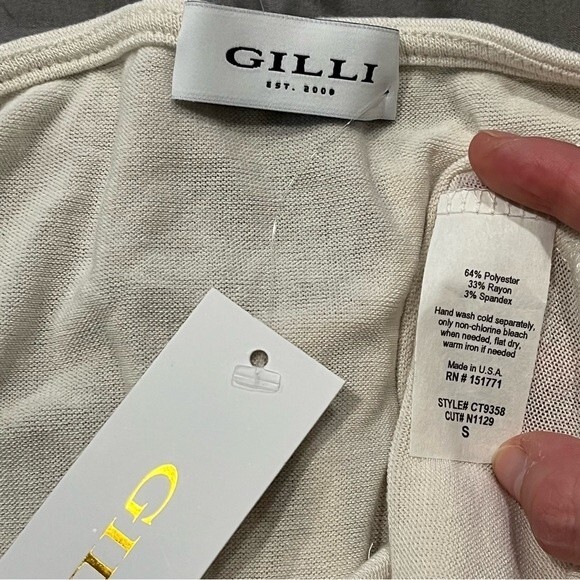 GILLI
EST. 2008
64% Polyester
33% Rayon
3% Spandex
Hand wash cold separately,
only non-chlorine bleach
when needed, flat dry,
warm iron if needed
Made in U.S.A.
RN # 151771
STYLE# CT9358
CUT# N1129
S
GIL